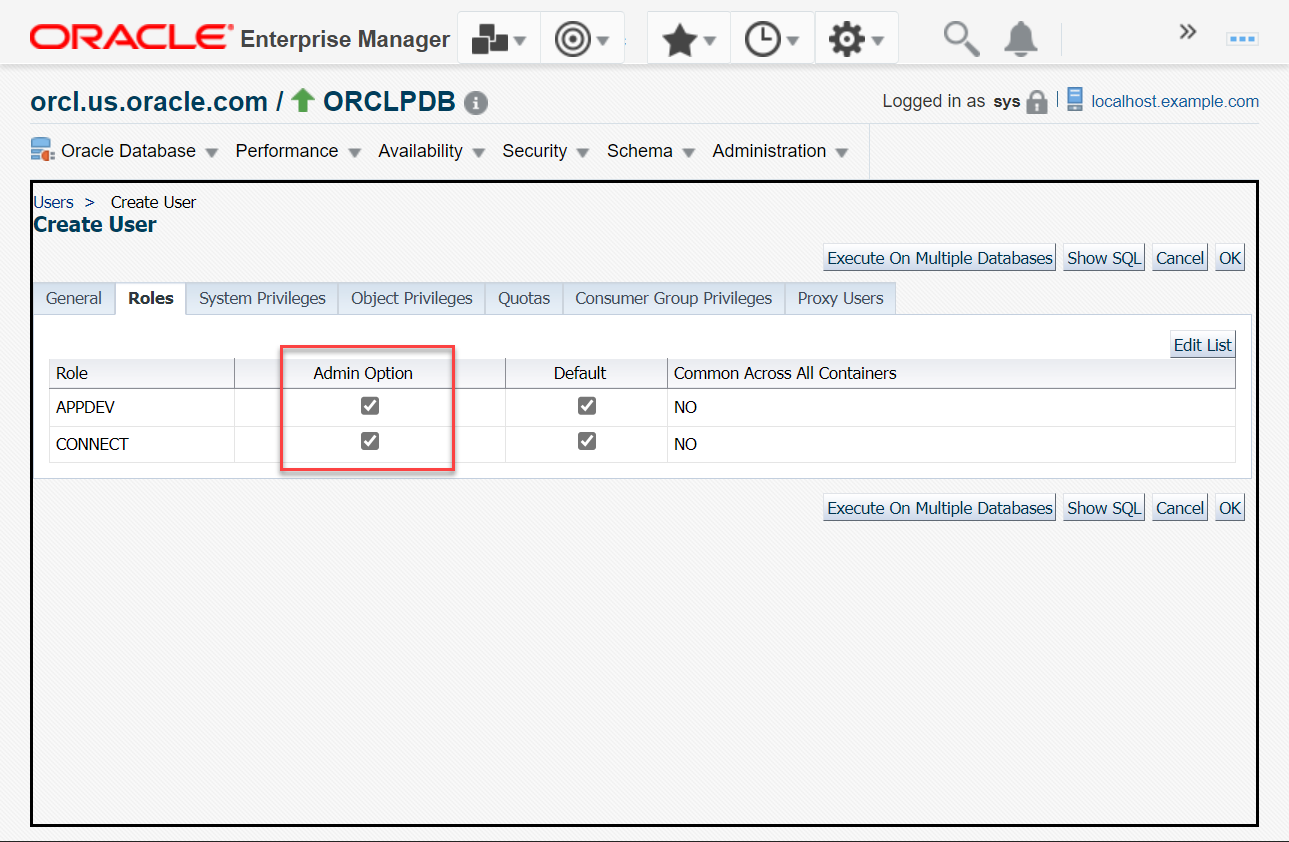 ORACLE Enterprise Manager
orcl.us.oracle.com / ORCLPDB
Logged in as sys localhost.example.com
Oracle Database Performance Availability Security Schema Administration
Users > Create User
Create User
Execute On Multiple Databases Show SQL Cancel OK
General Roles System Privileges Object Privileges Quotas Consumer Group Privileges Proxy Users
Edit List
Role Admin Option Default Common Across All Containers
APPDEV NO
CONNECT NO
Execute On Multiple Databases Show SQL Cancel OK